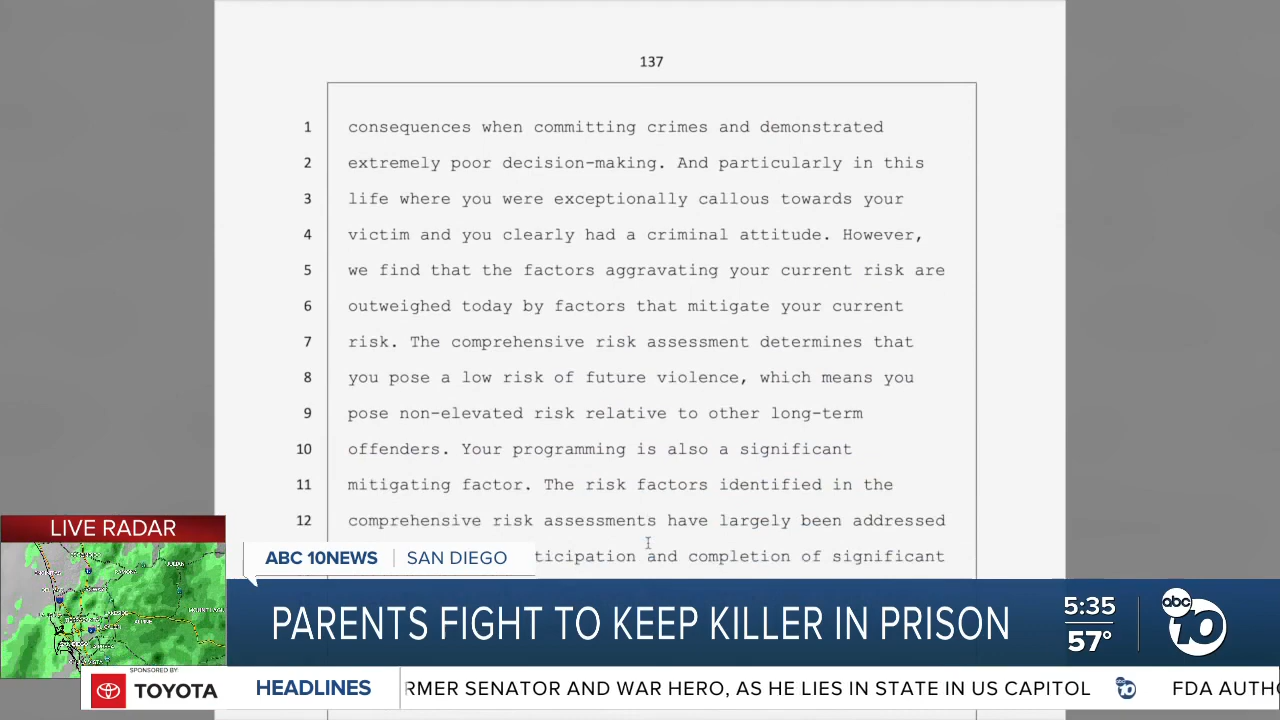 137
1 consequences when committing crimes and demonstrated
2 extremely poor decision-making. And particularly in this
3 life where you were exceptionally callous towards your
4 victim and you clearly had a criminal attitude. However,
5 we find that the factors aggravating your current risk are
6 outweighed today by factors that mitigate your current
7 risk. The comprehensive risk assessment determines that
8 you pose a low risk of future violence, which means you
9 pose non-elevated risk relative to other long-term
10 offenders. Your programming is also a significant
11 mitigating factor. The risk factors identified in the
12 comprehensive risk assessments have largely been addressed
ticipation and completion of significant
LIVE RADAR
ABC 10NEWS | SAN DIEGO
PARENTS FIGHT TO KEEP KILLER IN PRISON
5:35
57°
abc 10
SPONSORED BY:
TOYOTA
HEADLINES
RMER SENATOR AND WAR HERO, AS HE LIES IN STATE IN US CAPITOL
abc 10
FDA AUTHO